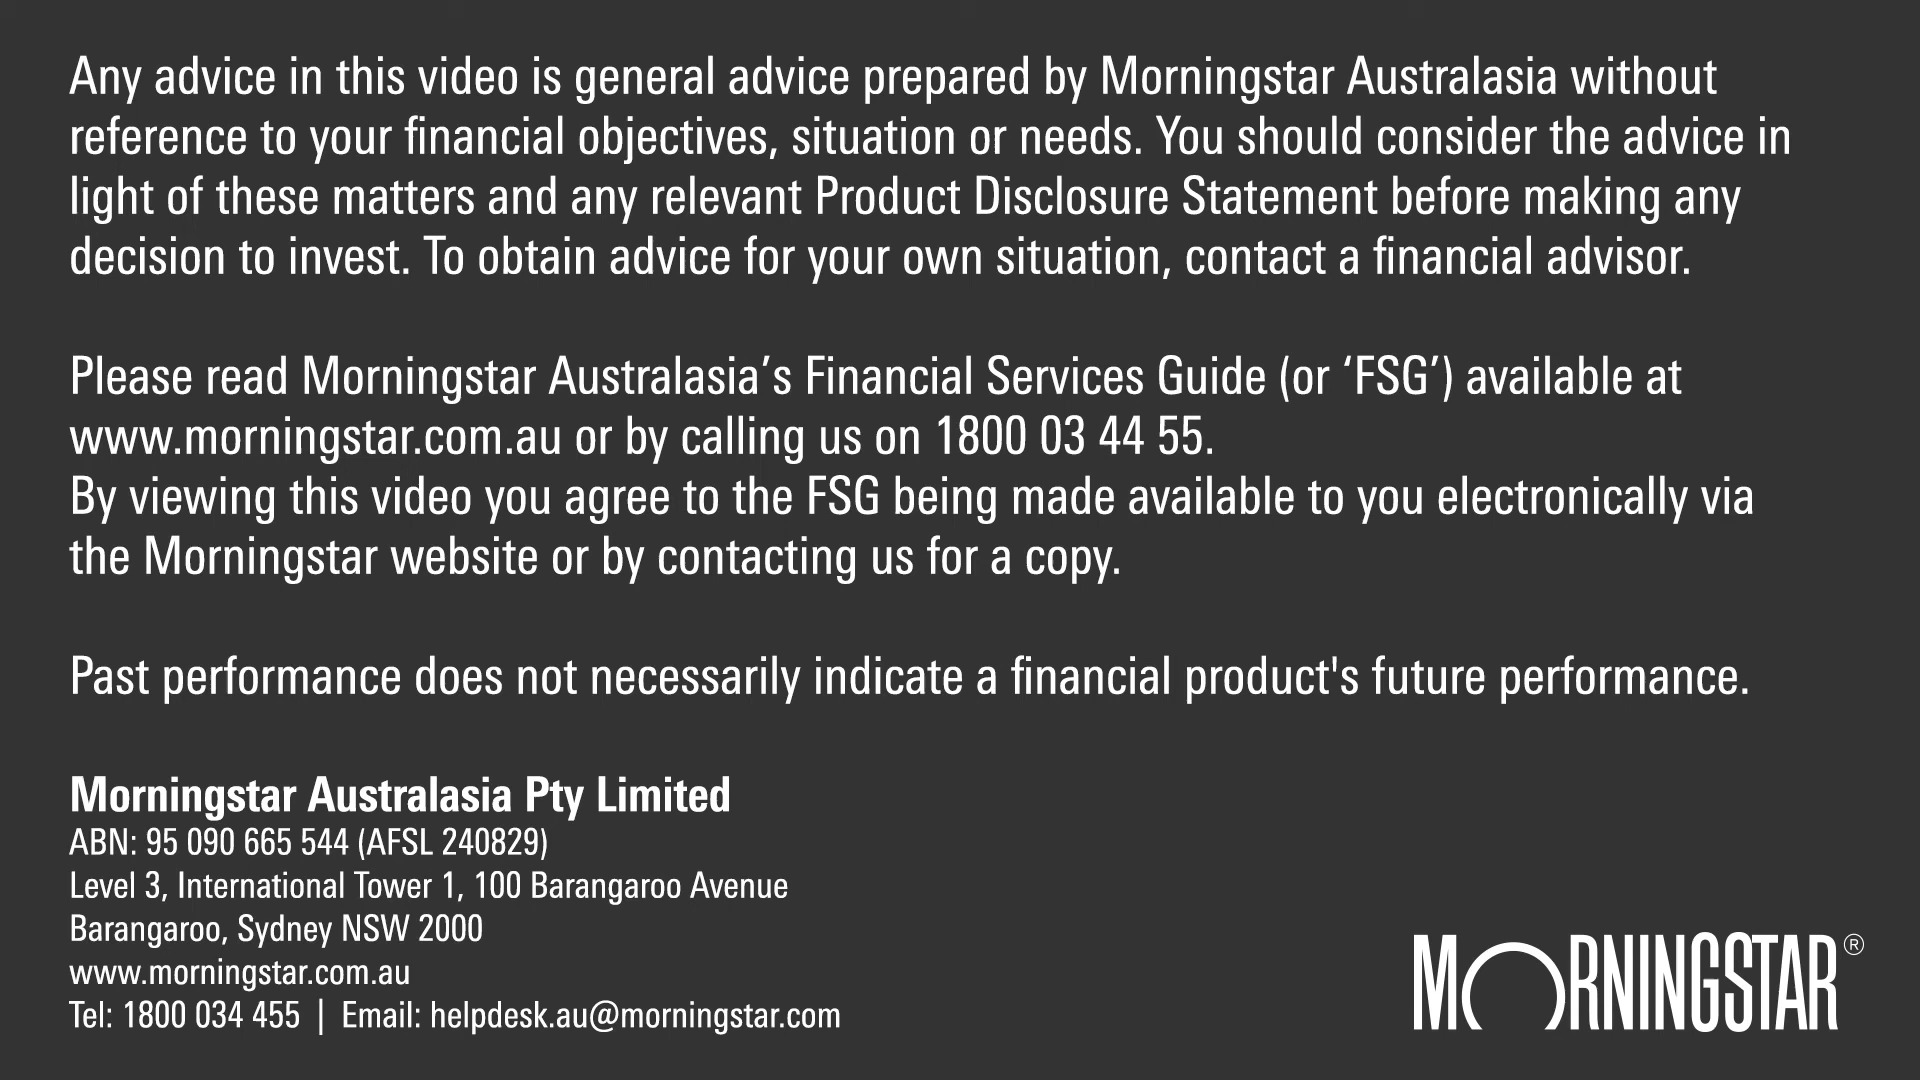 Any advice in this video is general advice prepared by Morningstar Australasia without
reference to your financial objectives, situation or needs. You should consider the advice in
light of these matters and any relevant Product Disclosure Statement before making any
decision to invest. To obtain advice for your own situation, contact a financial advisor.
Please read Morningstar Australasia’s Financial Services Guide (or ‘FSG’) available at
www.morningstar.com.au or by calling us on 1800 03 44 55.
By viewing this video you agree to the FSG being made available to you electronically via
the Morningstar website or by contacting us for a copy.
Past performance does not necessarily indicate a financial product's future performance.
Morningstar Australasia Pty Limited
ABN: 95 090 665 544 (AFSL 240829)
Level 3, International Tower 1, 100 Barangaroo Avenue
Barangaroo, Sydney NSW 2000
www.morningstar.com.au
Tel: 1800 034 455 | Email: helpdesk.au@morningstar.com
MORNINGSTAR®